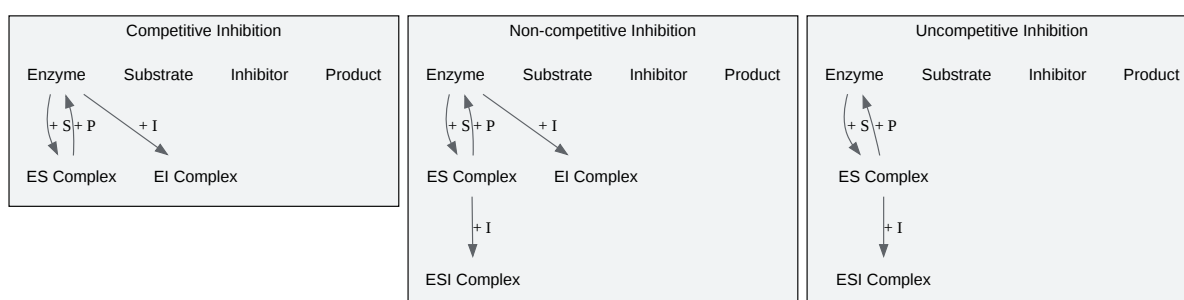 Competitive Inhibition
Enzyme Substrate Inhibitor Product
+ S + P + I
ES Complex EI Complex
Non-competitive Inhibition
Enzyme Substrate Inhibitor Product
+ S + P + I
ES Complex EI Complex
+ I
ESI Complex
Uncompetitive Inhibition
Enzyme Substrate Inhibitor Product
+ S + P
ES Complex
+ I
ESI Complex